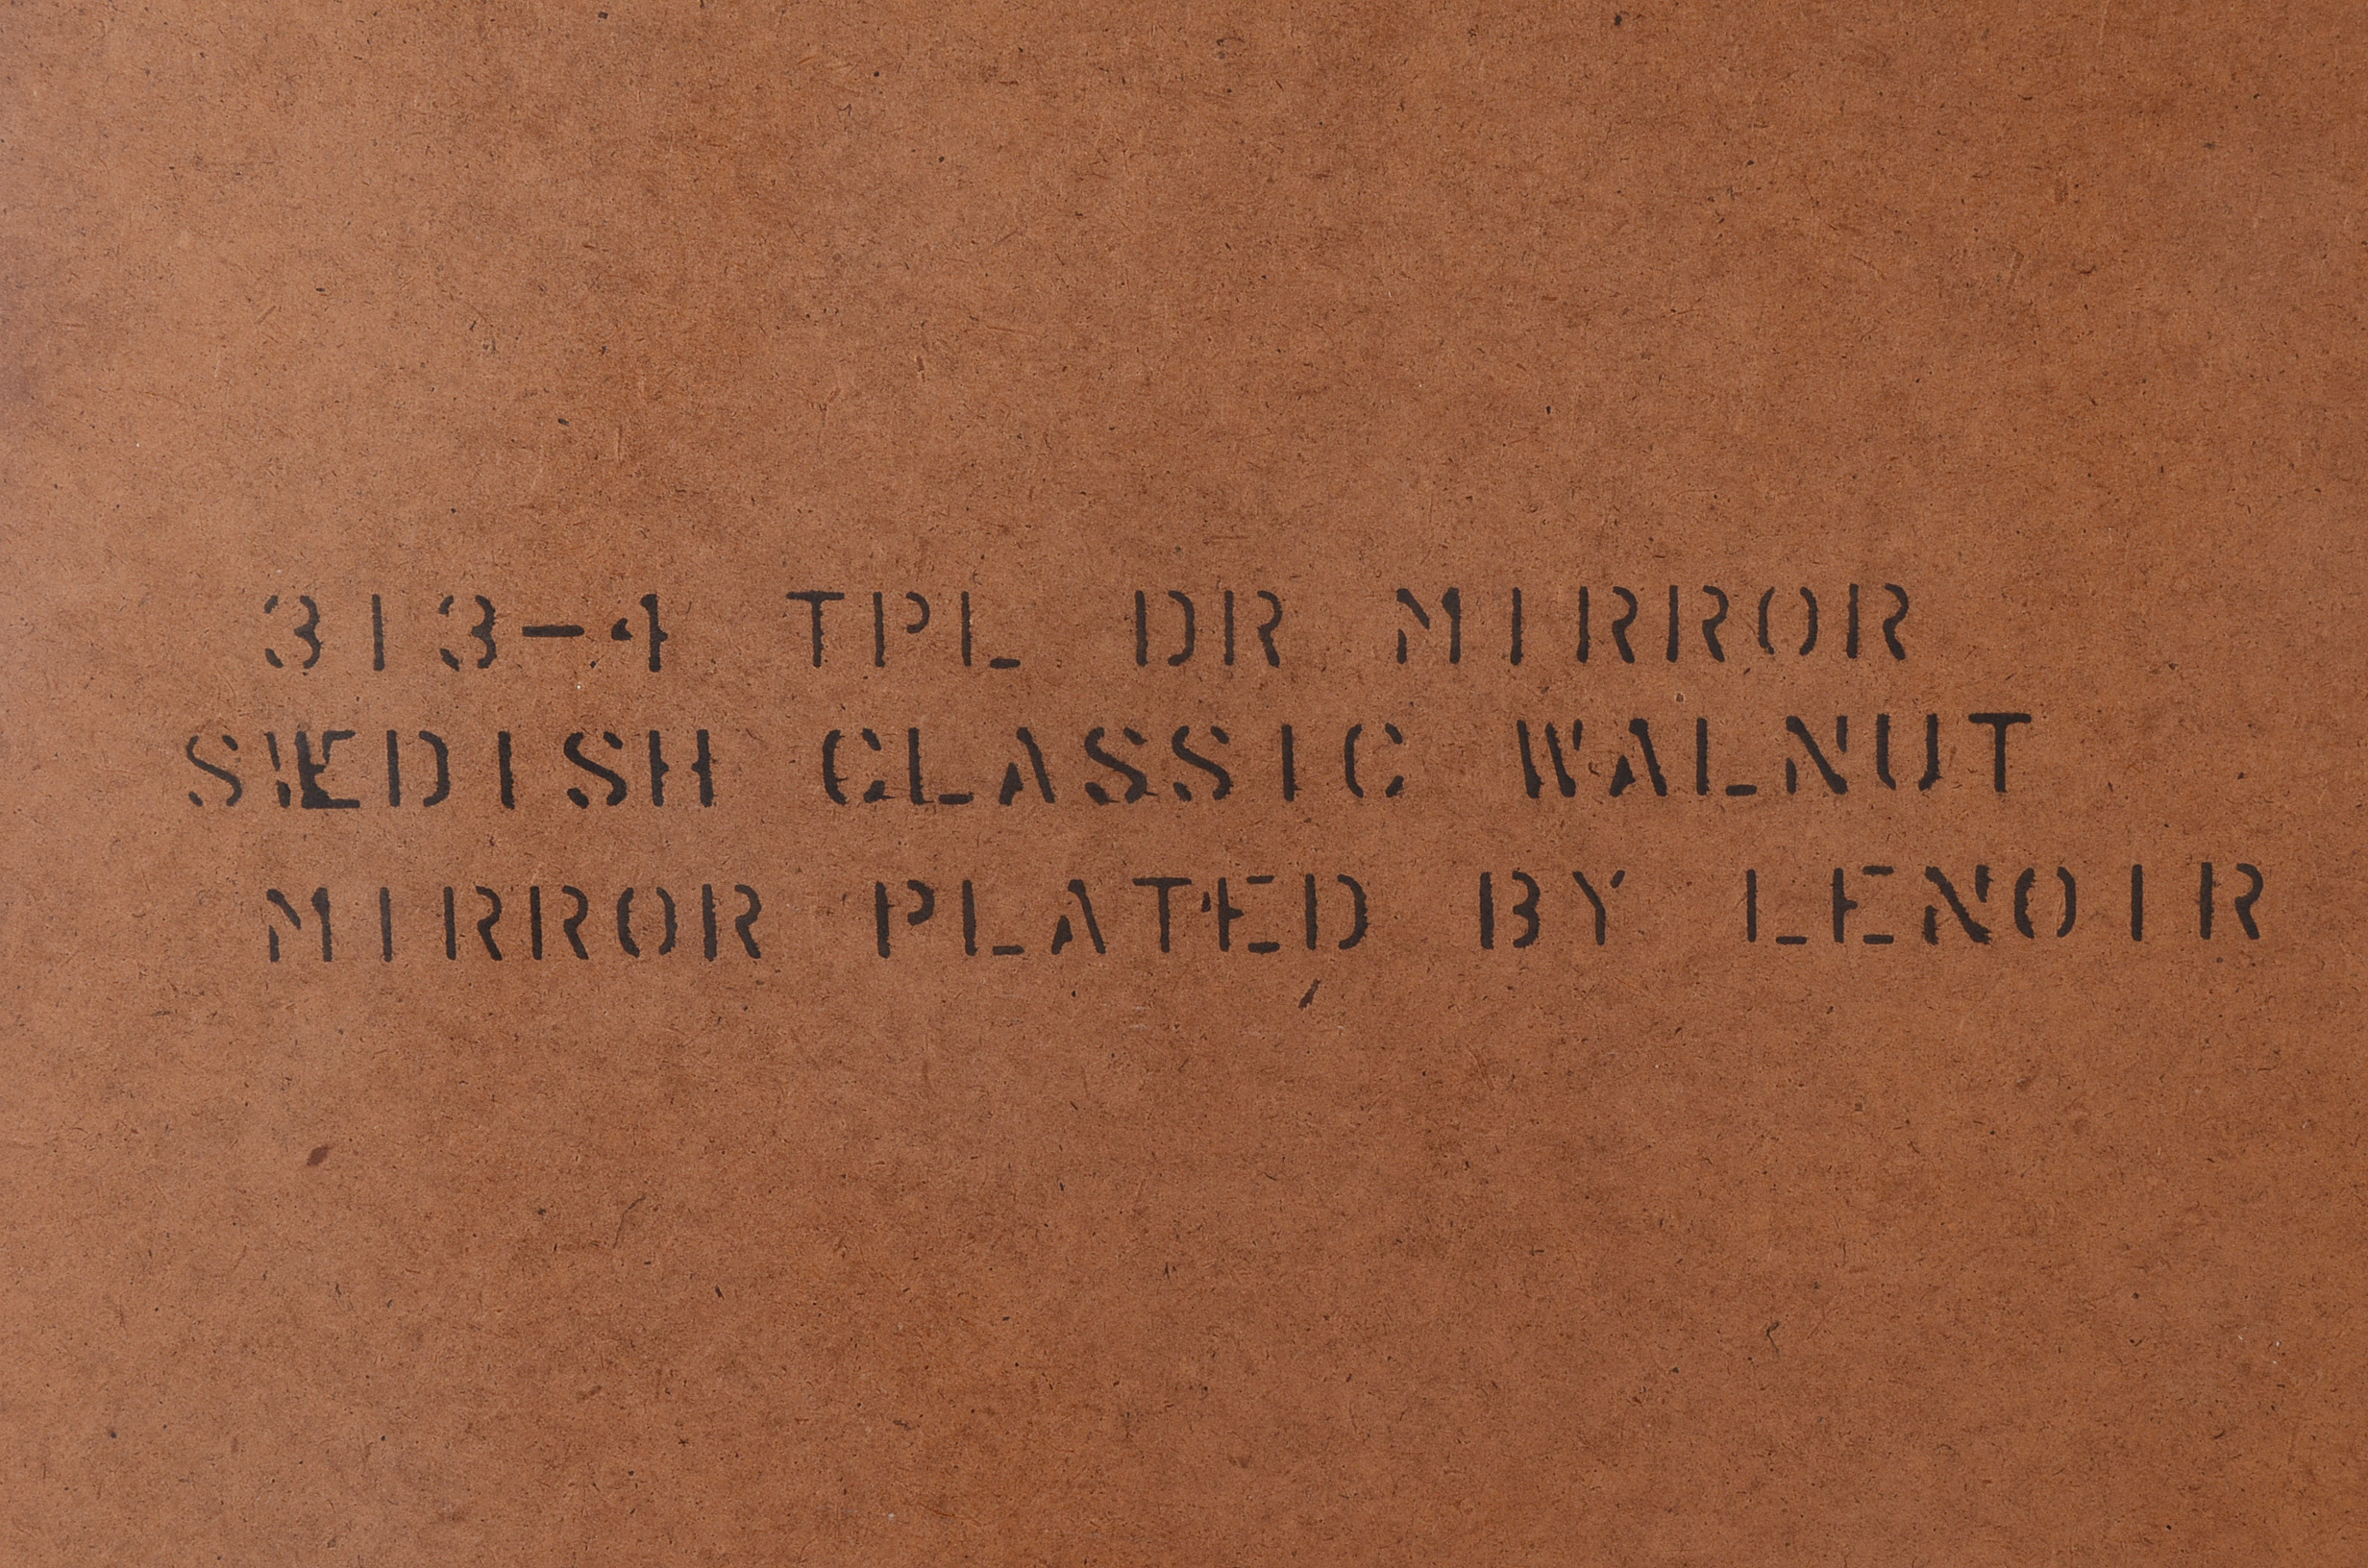 313-4 TPL DR MIRROR
SWEDISH CLASSIC WALNUT
MIRROR PLATED BY LENOIR